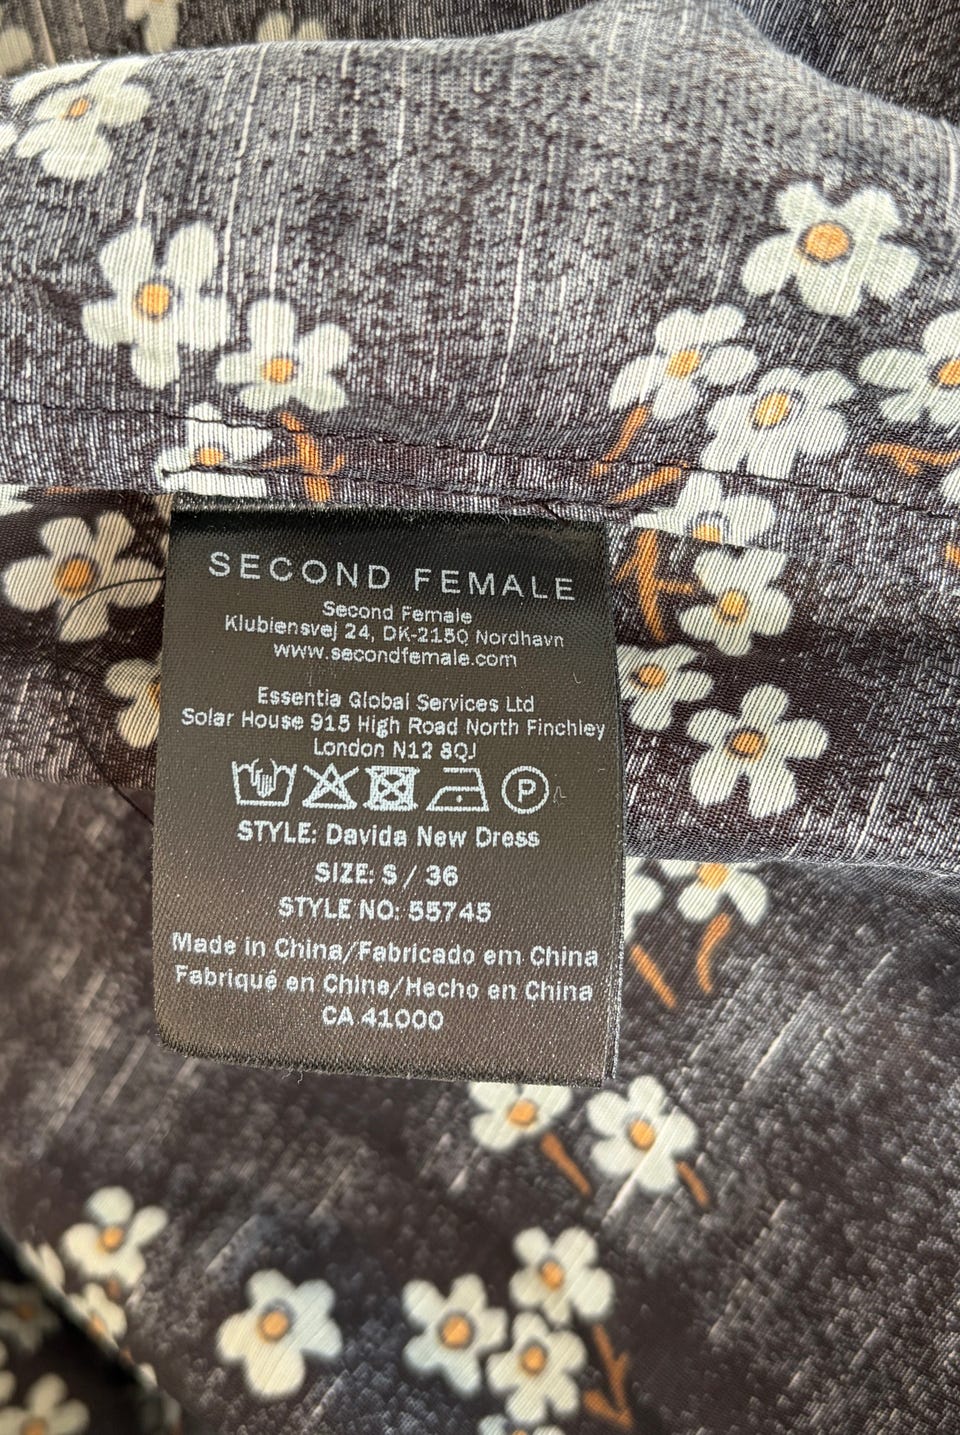 SECOND FEMALE
Second Female
Klubiensvej 24, DK-2150 Nordhavn
www.secondfemale.com
Essentia Global Services Ltd
Solar House 915 High Road North Finchley
London N12 8QJ
P
STYLE: Davida New Dress
SIZE: S / 36
STYLE NO: 55745
Made in China/Fabricado em China
Fabriqué en Chine/Hecho en China
CA 41000